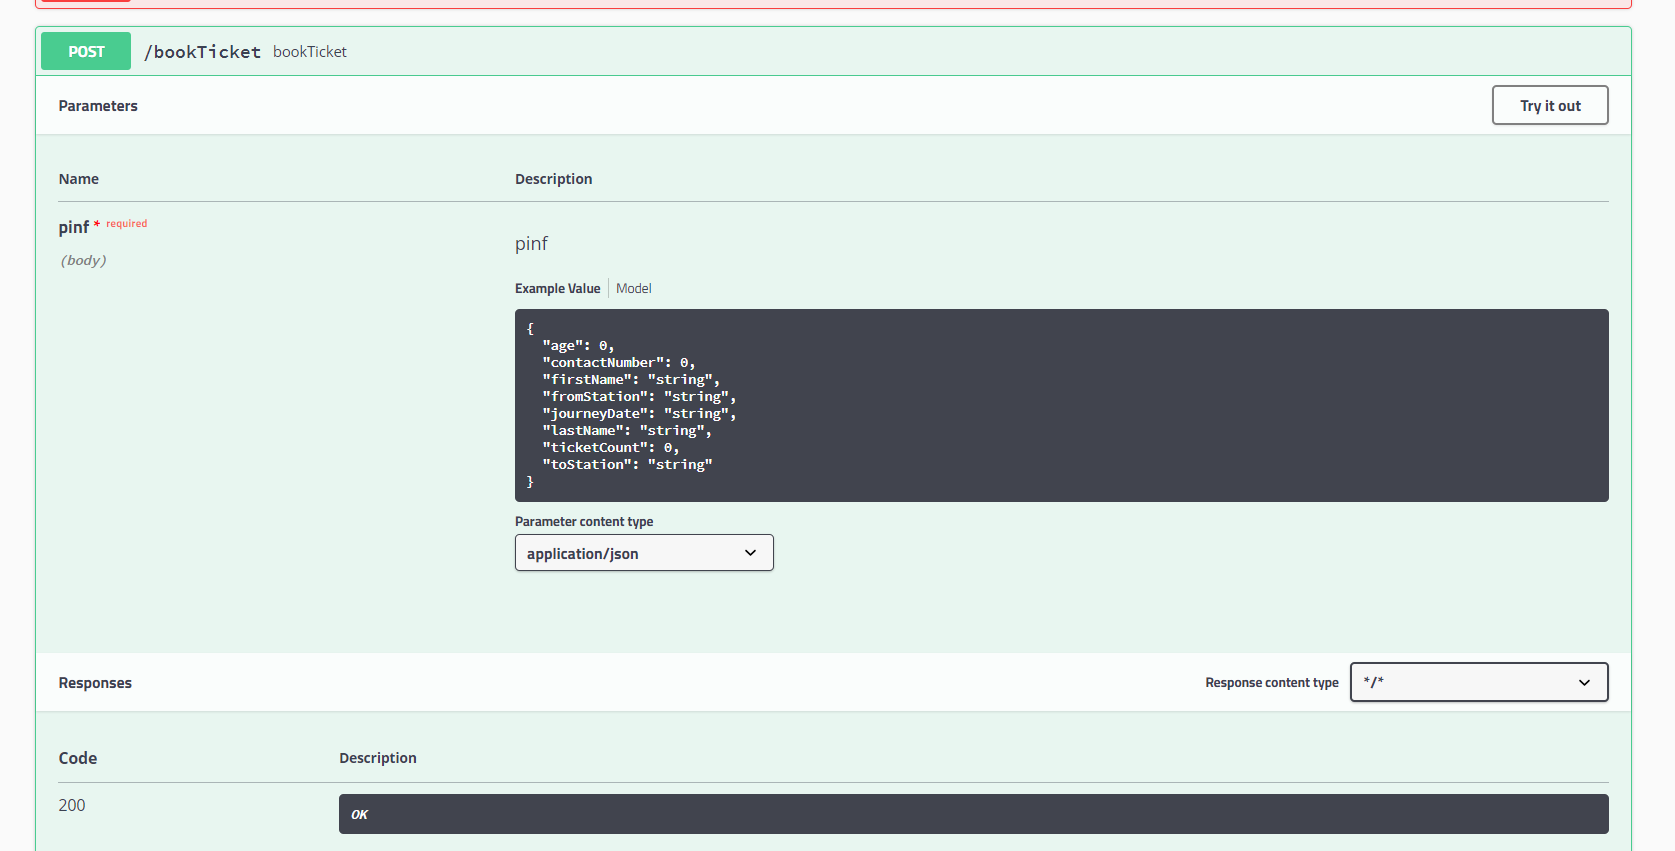 POST /bookTicket bookTicket
Parameters Try it out
Name Description
pinf * required
(body)
pinf
Example Value Model
{
  "age": 0,
  "contactNumber": 0,
  "firstName": "string",
  "fromStation": "string",
  "journeyDate": "string",
  "lastName": "string",
  "ticketCount": 0,
  "toStation": "string"
}
Parameter content type
application/json
Responses Response content type */*
Code Description
200 OK